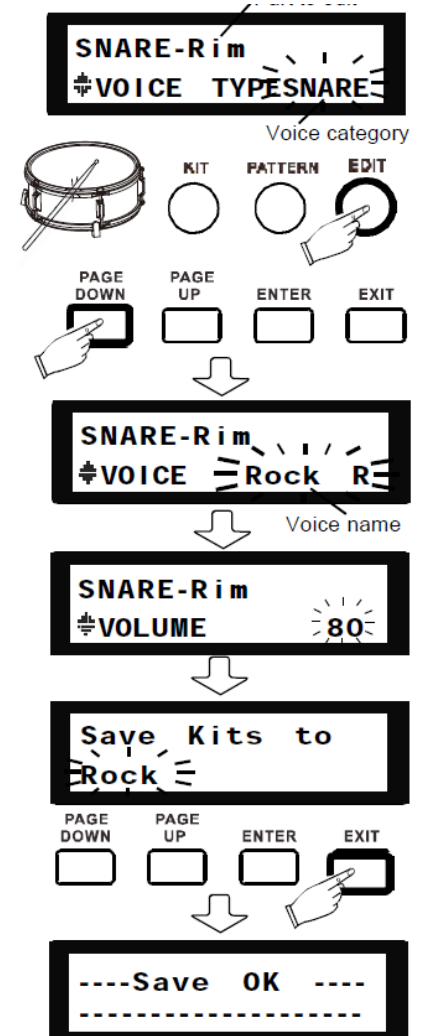 SNARE-Rim
VOICE TYPESNARE
Voice category
KIT PATTERN EDIT
PAGE DOWN PAGE UP ENTER EXIT
SNARE-Rim
VOICE Rock R
Voice name
SNARE-Rim
VOLUME 80
Save Kits to
Rock
PAGE DOWN PAGE UP ENTER EXIT
----Save OK ----
--------------------